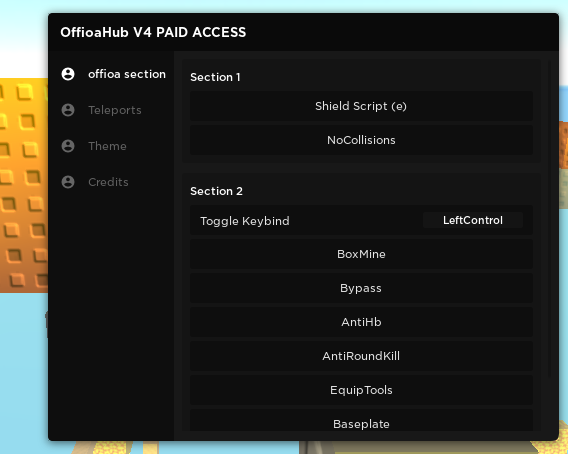 OffioaHub V4 PAID ACCESS
offioa section
Teleports
Theme
Credits
Section 1
Shield Script (e)
NoCollisions
Section 2
Toggle Keybind LeftControl
BoxMine
Bypass
AntiHb
AntiRoundKill
EquipTools
Baseplate